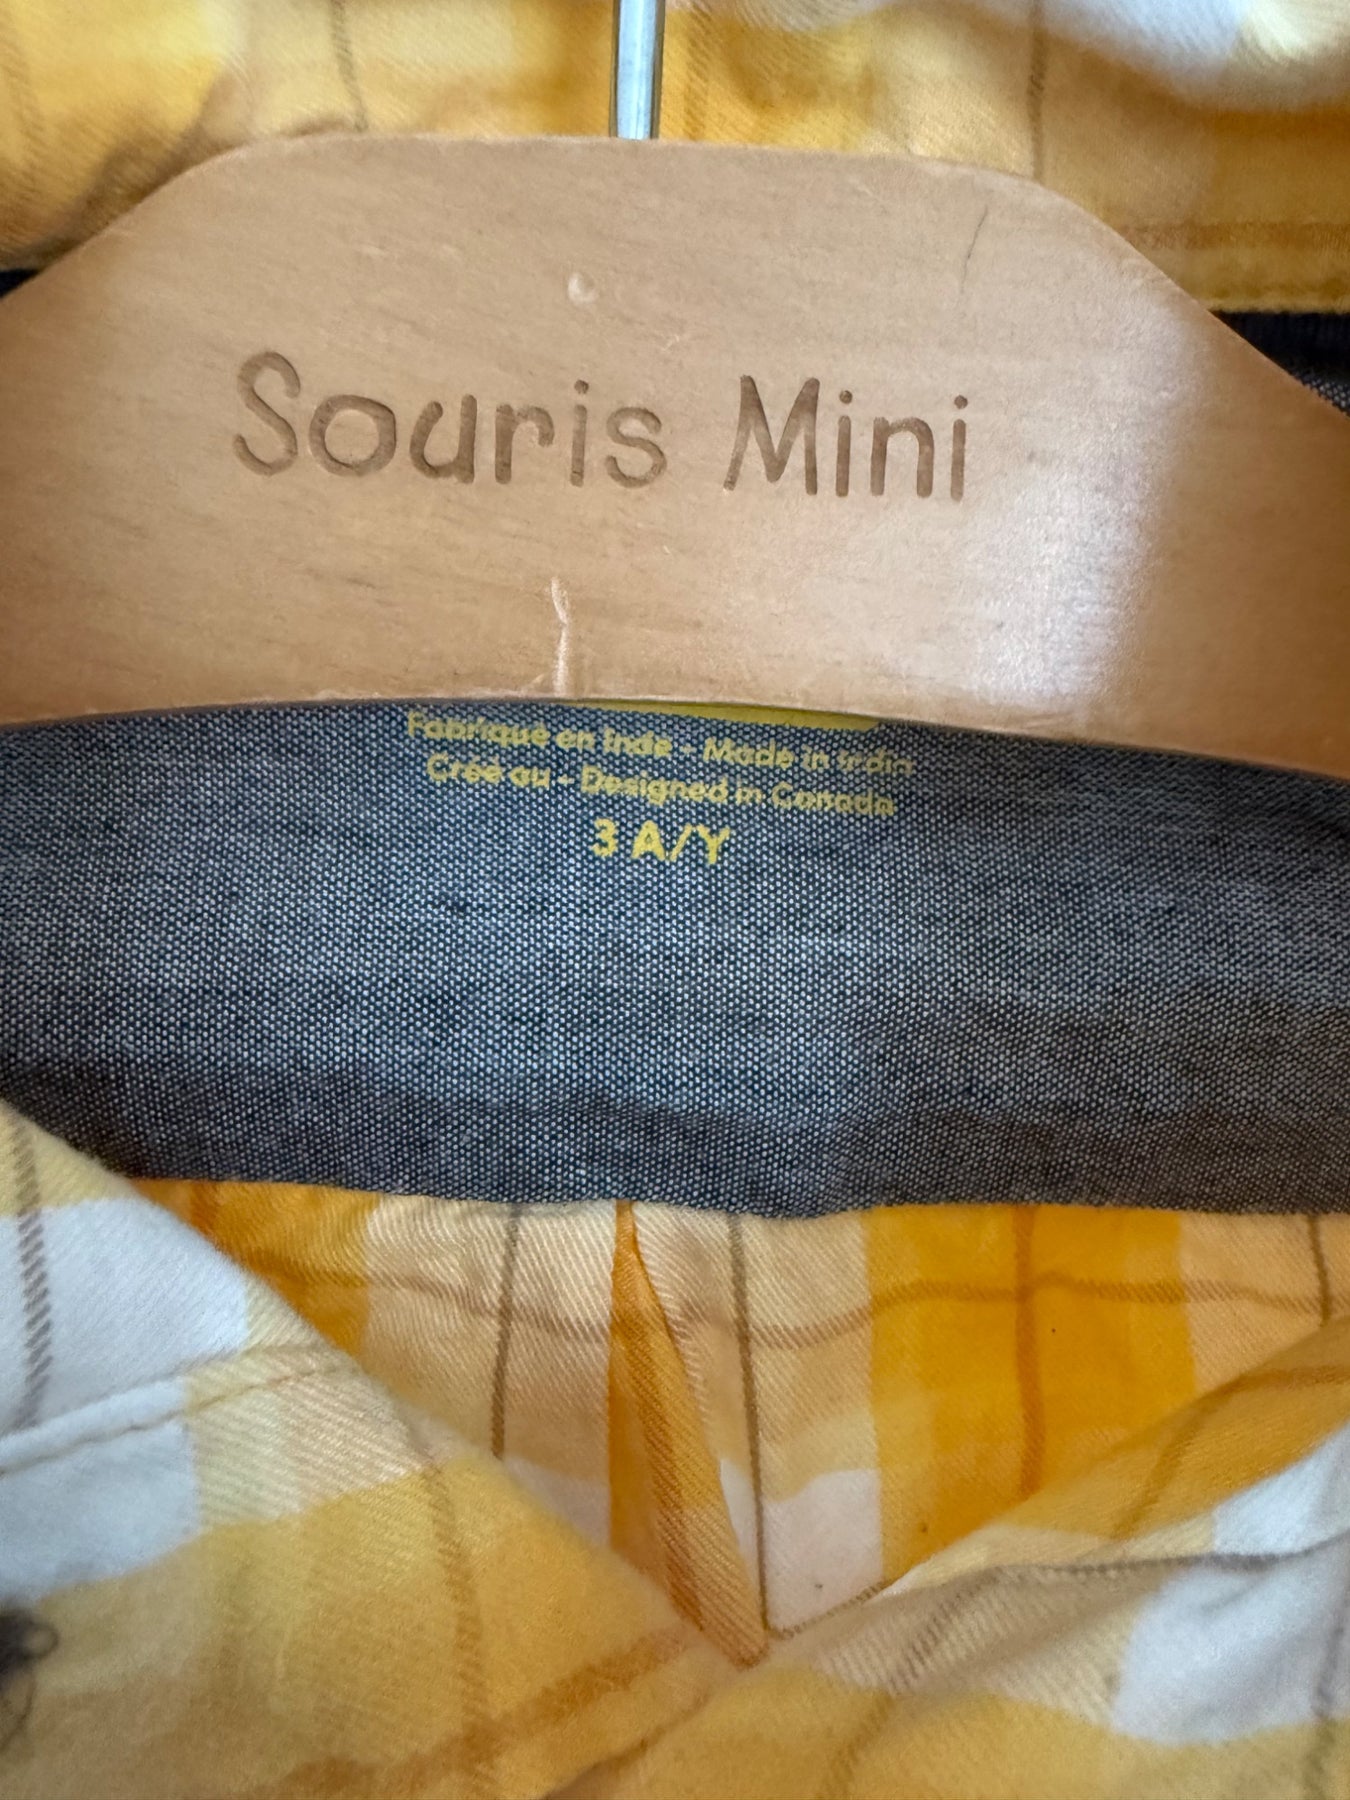 Souris Mini
Fabriqué en Inde - Made in India
Créé au - Designed in Canada
3 A/Y